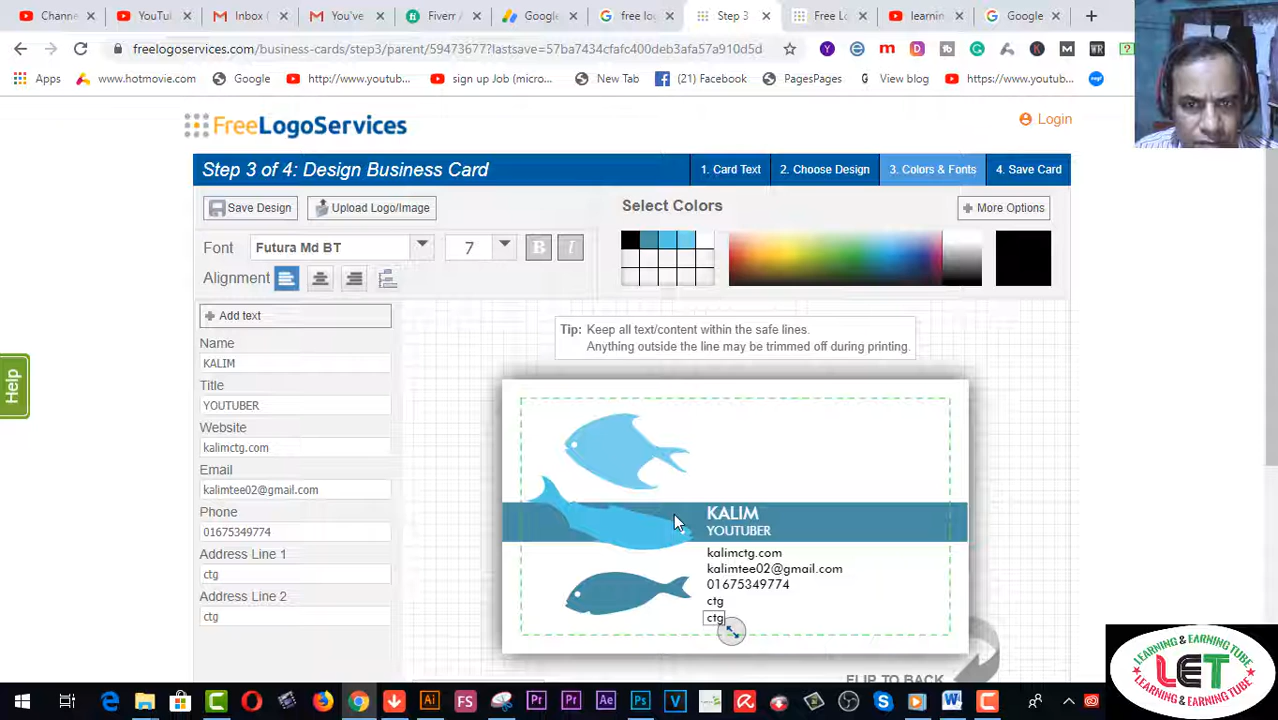 Channe
YouTu
Inbox (
You've
Fiverr
Google
free lo
Step 3
Free Lo
learnin
Google
freelogoservices.com/business-cards/step3/parent/59473677?lastsave=57ba7434cfafc400deb3afa57a910d5d
Apps
www.hotmovie.com
Google
http://www.youtub...
sign up Job (micro...
New Tab
(21) Facebook
PagesPages
View blog
https://www.youtub...
FreeLogoServices
Login
Step 3 of 4: Design Business Card
1. Card Text
2. Choose Design
3. Colors & Fonts
4. Save Card
Save Design
Upload Logo/Image
Select Colors
+ More Options
Font
Futura Md BT
7
B
I
Alignment
+ Add text
Tip: Keep all text/content within the safe lines.
Anything outside the line may be trimmed off during printing.
Name
KALIM
Title
YOUTUBER
Website
kalimctg.com
Email
kalimtee02@gmail.com
Phone
01675349774
Address Line 1
ctg
Address Line 2
ctg
Help
KALIM
YOUTUBER
kalimctg.com
kalimtee02@gmail.com
01675349774
ctg
ctg
FLIP TO BACK
LEARNING & EARNING TUBE
LET
LEARNING & EARNING TUBE